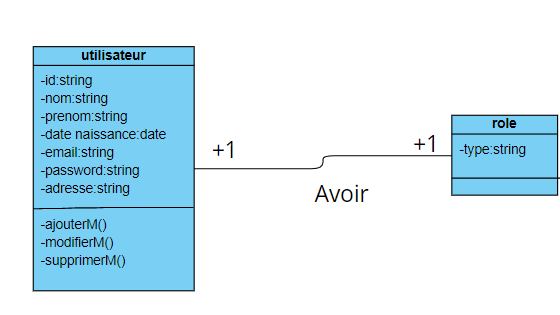 utilisateur
-id:string
-nom:string
-prenom:string
-date naissance:date
-email:string
-password:string
-adresse:string
-ajouterM()
-modifierM()
-supprimerM()
+1
Avoir
+1
role
-type:string